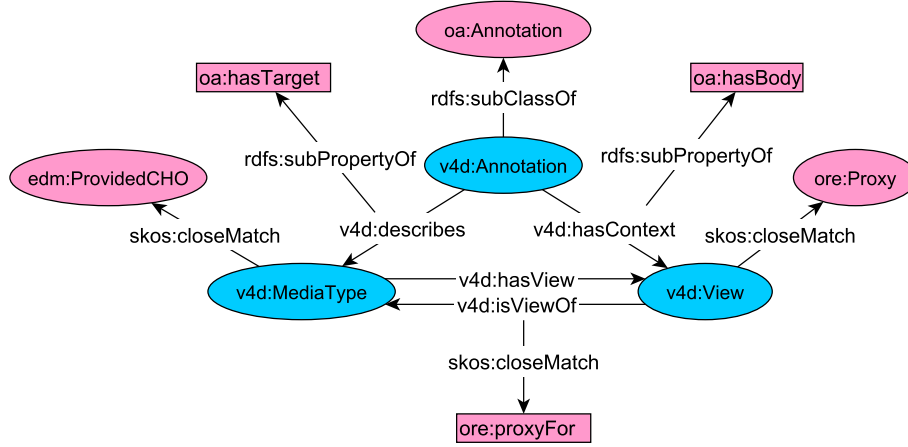 oa:Annotation
oa:hasTarget
oa:hasBody
rdfs:subClassOf
rdfs:subPropertyOf
v4d:Annotation
rdfs:subPropertyOf
edm:ProvidedCHO
ore:Proxy
skos:closeMatch
v4d:describes
v4d:hasContext
skos:closeMatch
v4d:MediaType
v4d:hasView
v4d:View
v4d:isViewOf
skos:closeMatch
ore:proxyFor